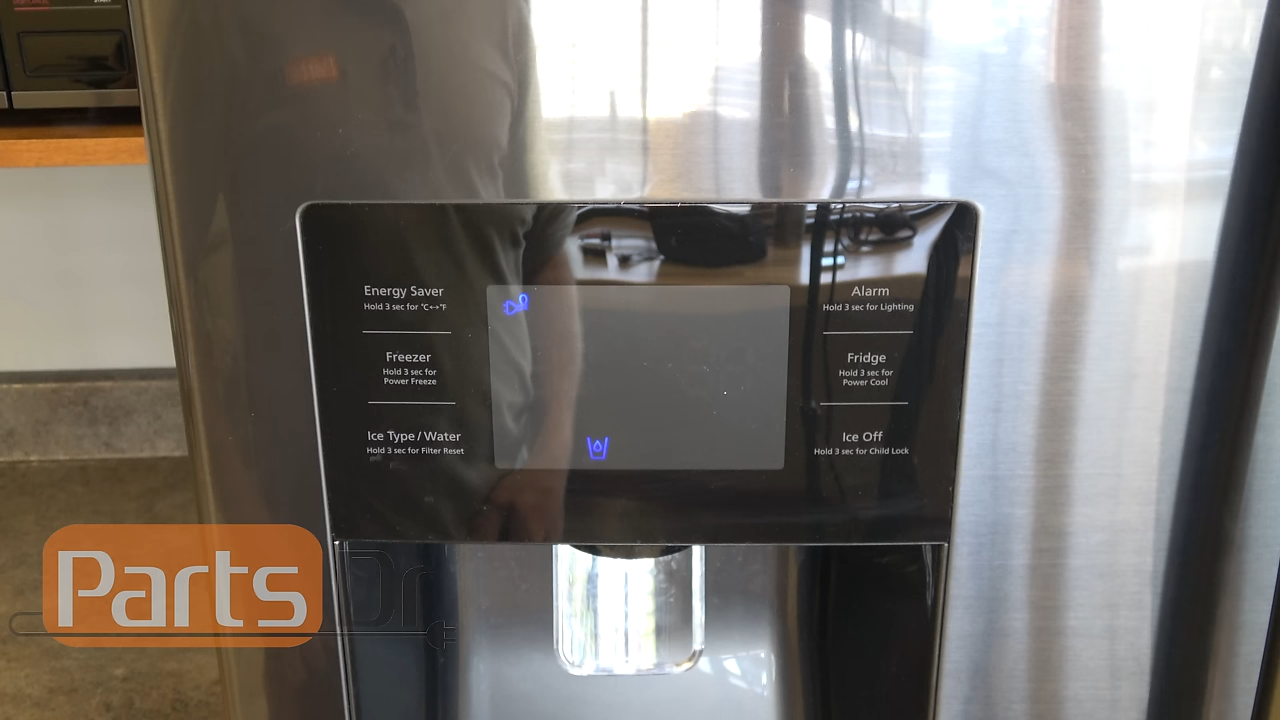 Energy Saver
Hold 3 sec for °C↔°F
Freezer
Hold 3 sec for
Power Freeze
Ice Type / Water
Hold 3 sec for Filter Reset
Alarm
Hold 3 sec for Lighting
Fridge
Hold 3 sec for
Power Cool
Ice Off
Hold 3 sec for Child Lock
Parts Dr